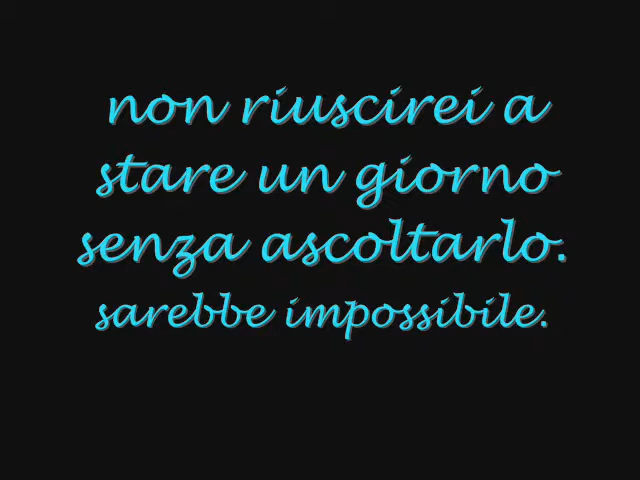 non riuscirei a
stare un giorno
senza ascoltarlo.
sarebbe impossibile.